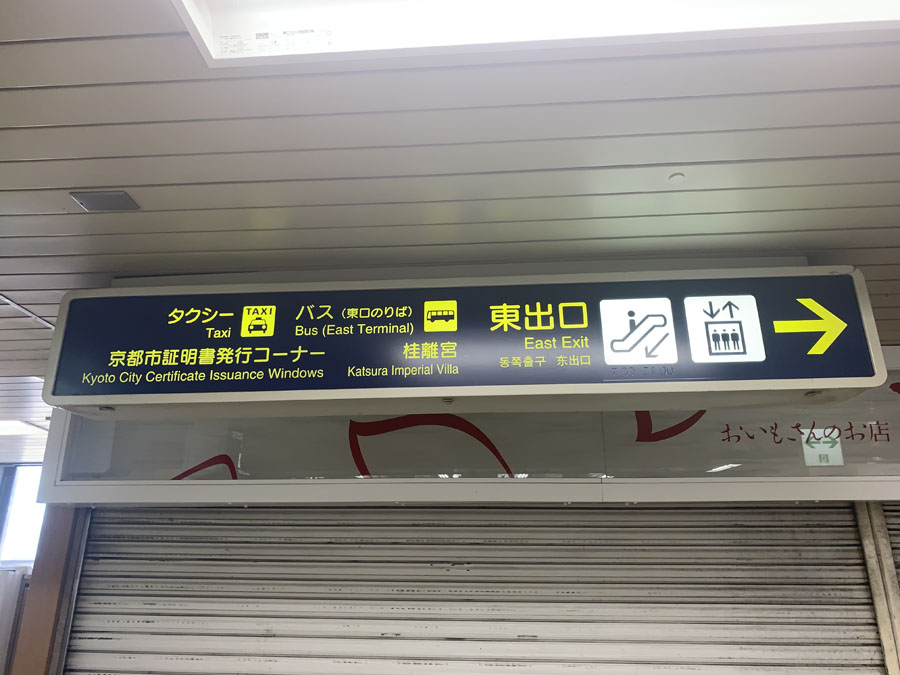 タクシー
Taxi
TAXI
京都市証明書発行コーナー
Kyoto City Certificate Issuance Windows
バス（東口のりば）
Bus (East Terminal)
桂離宮
Katsura Imperial Villa
東出口
East Exit
동쪽출구 东出口
おいもさんのお店